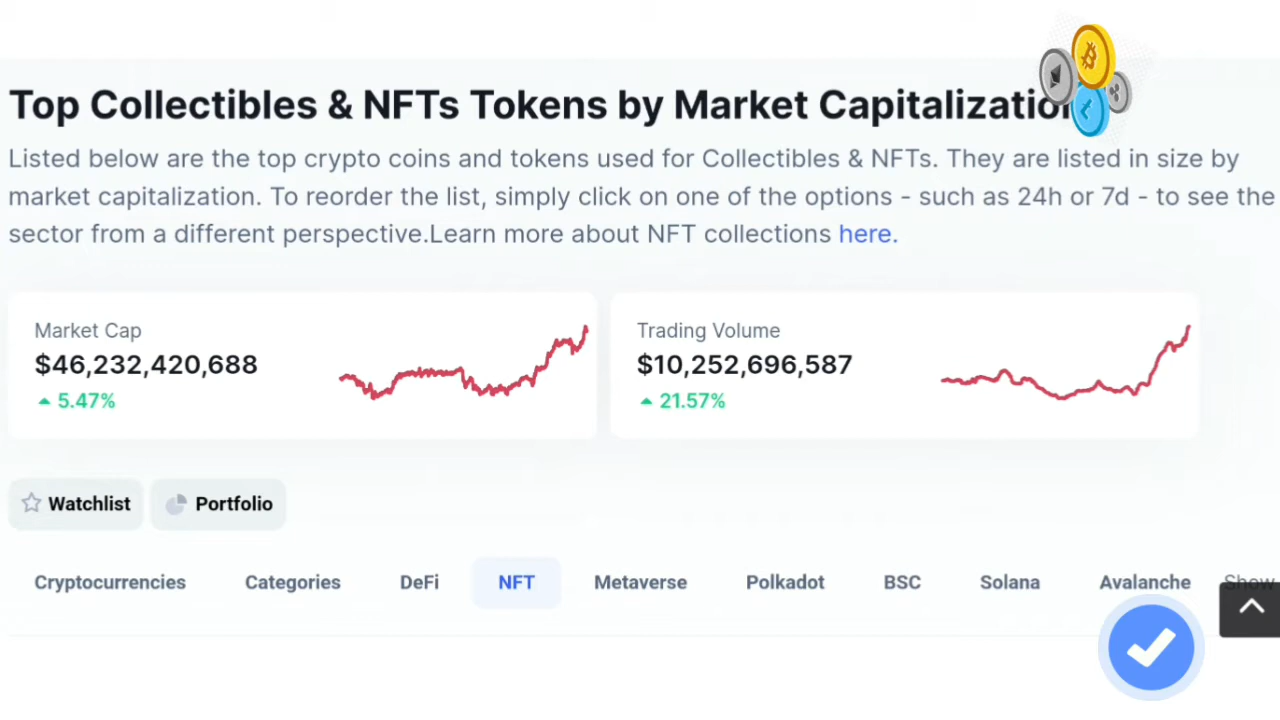 Top Collectibles & NFTs Tokens by Market Capitalization
Listed below are the top crypto coins and tokens used for Collectibles & NFTs. They are listed in size by
market capitalization. To reorder the list, simply click on one of the options - such as 24h or 7d - to see the
sector from a different perspective.Learn more about NFT collections here.
Market Cap
$46,232,420,688
5.47%
Trading Volume
$10,252,696,587
21.57%
Watchlist Portfolio
Cryptocurrencies Categories DeFi NFT Metaverse Polkadot BSC Solana Avalanche Show